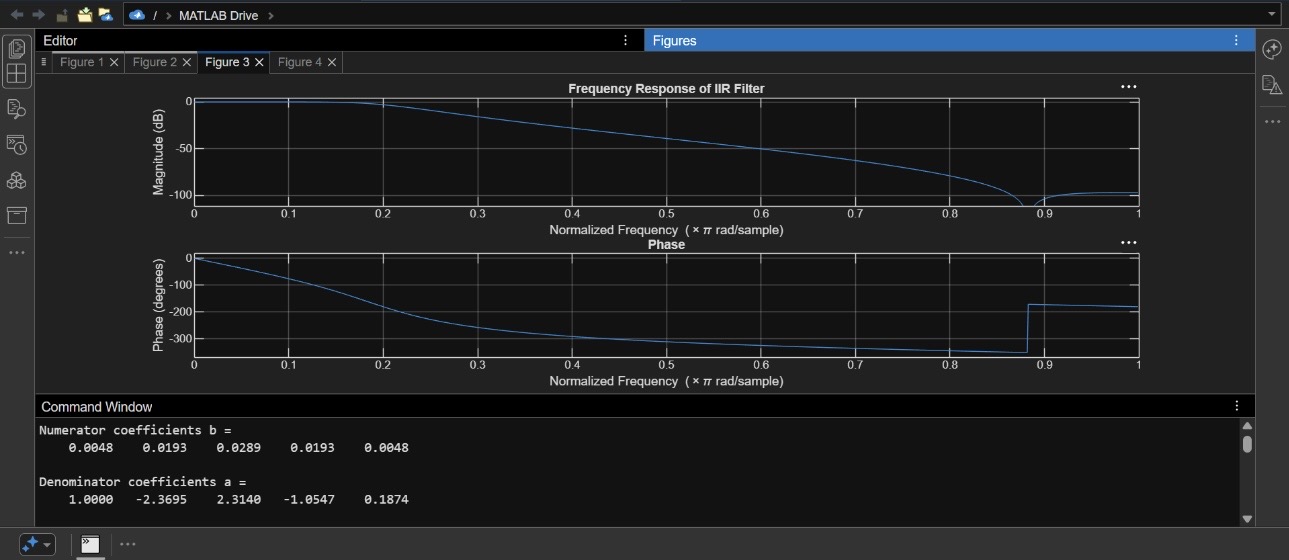 / > MATLAB Drive >
Editor
Figures
Figure 1 Figure 2 Figure 3 Figure 4
Frequency Response of IIR Filter
Magnitude (dB)
0
-50
-100
0 0.1 0.2 0.3 0.4 0.5 0.6 0.7 0.8 0.9 1
Normalized Frequency (× π rad/sample)
Phase
Phase (degrees)
0
-100
-200
-300
0 0.1 0.2 0.3 0.4 0.5 0.6 0.7 0.8 0.9 1
Normalized Frequency (× π rad/sample)
Command Window
Numerator coefficients b =
0.0048 0.0193 0.0289 0.0193 0.0048
Denominator coefficients a =
1.0000 -2.3695 2.3140 -1.0547 0.1874